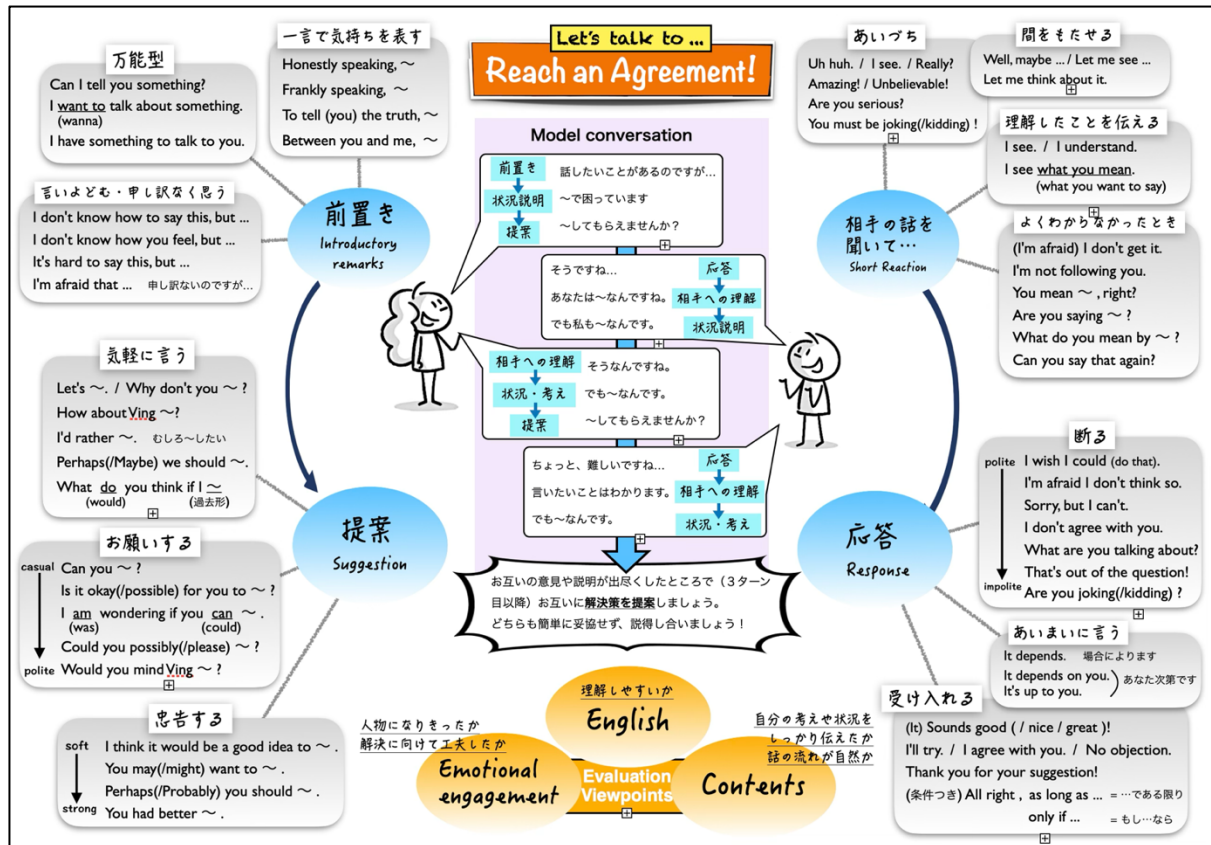 Let's talk to ...
Reach an Agreement!
万能型
Can I tell you something?
I want to talk about something.
(wanna)
I have something to talk to you.
一言で気持ちを表す
Honestly speaking, 〜
Frankly speaking, 〜
To tell (you) the truth, 〜
Between you and me, 〜
言いよどむ・申し訳なく思う
I don't know how to say this, but ...
I don't know how you feel, but ...
It's hard to say this, but ...
I'm afraid that ... 申し訳ないのですが…
前置き
Introductory
remarks
気軽に言う
Let's 〜. / Why don't you 〜 ?
How about Ving 〜?
I'd rather 〜. むしろ〜したい
Perhaps(/Maybe) we should 〜.
What do you think if I 〜
(would) (過去形)
お願いする
casual
Can you 〜 ?
Is it okay(/possible) for you to 〜 ?
I am wondering if you can 〜 .
(was) (could)
Could you possibly(/please) 〜 ?
polite
Would you mind Ving 〜 ?
提案
Suggestion
忠告する
soft
I think it would be a good idea to 〜 .
You may(/might) want to 〜 .
Perhaps(/Probably) you should 〜 .
strong
You had better 〜 .
Model conversation
前置き
話したいことがあるのですが…
状況説明
〜で困っています
提案
〜してもらえませんか？
そうですね…
応答
あなたは〜なんですね。
相手への理解
でも私も〜なんです。
状況説明
相手への理解
そうなんですね。
状況・考え
でも〜なんです。
提案
〜してもらえませんか？
ちょっと、難しいですね…
応答
言いたいことはわかります。
相手への理解
でも〜なんです。
状況・考え
お互いの意見や説明が出尽くしたところで（３ターン
目以降）お互いに解決策を提案しましょう。
どちらも簡単に妥協せず、説得し合いましょう！
理解しやすいか
English
人物になりきったか
解決に向けて工夫したか
Emotional
engagement
Evaluation
Viewpoints
自分の考えや状況を
しっかり伝えたか
話の流れが自然か
Contents
あいづち
Uh huh. / I see. / Really?
Amazing! / Unbelievable!
Are you serious?
You must be joking(/kidding) !
間をもたせる
Well, maybe ... / Let me see ...
Let me think about it.
理解したことを伝える
I see. / I understand.
I see what you mean.
(what you want to say)
相手の話を
聞いて…
Short Reaction
よくわからなかったとき
(I'm afraid) I don't get it.
I'm not following you.
You mean 〜 , right?
Are you saying 〜 ?
What do you mean by 〜 ?
Can you say that again?
断る
polite
I wish I could (do that).
I'm afraid I don't think so.
Sorry, but I can't.
I don't agree with you.
What are you talking about?
That's out of the question!
impolite
Are you joking(/kidding) ?
応答
Response
あいまいに言う
It depends. 場合によります
It depends on you.
It's up to you.
あなた次第です
受け入れる
(It) Sounds good ( / nice / great )!
I'll try. / I agree with you. / No objection.
Thank you for your suggestion!
(条件つき) All right , as long as ... = …である限り
only if ... = もし…なら